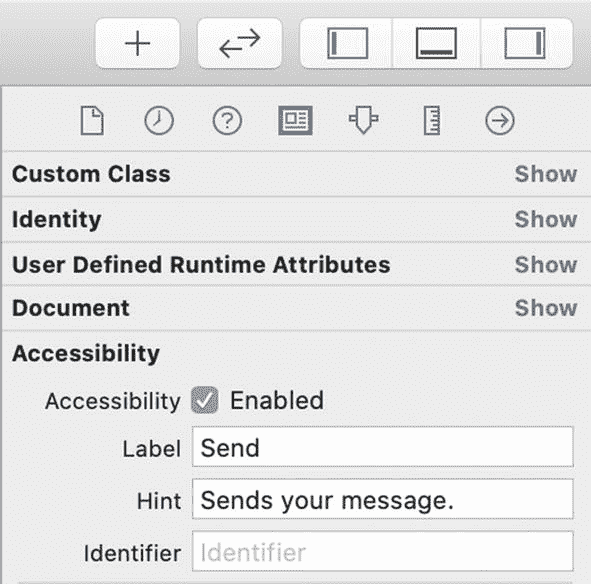 Custom Class Show
Identity Show
User Defined Runtime Attributes Show
Document Show
Accessibility
Accessibility Enabled
Label Send
Hint Sends your message.
Identifier Identifier